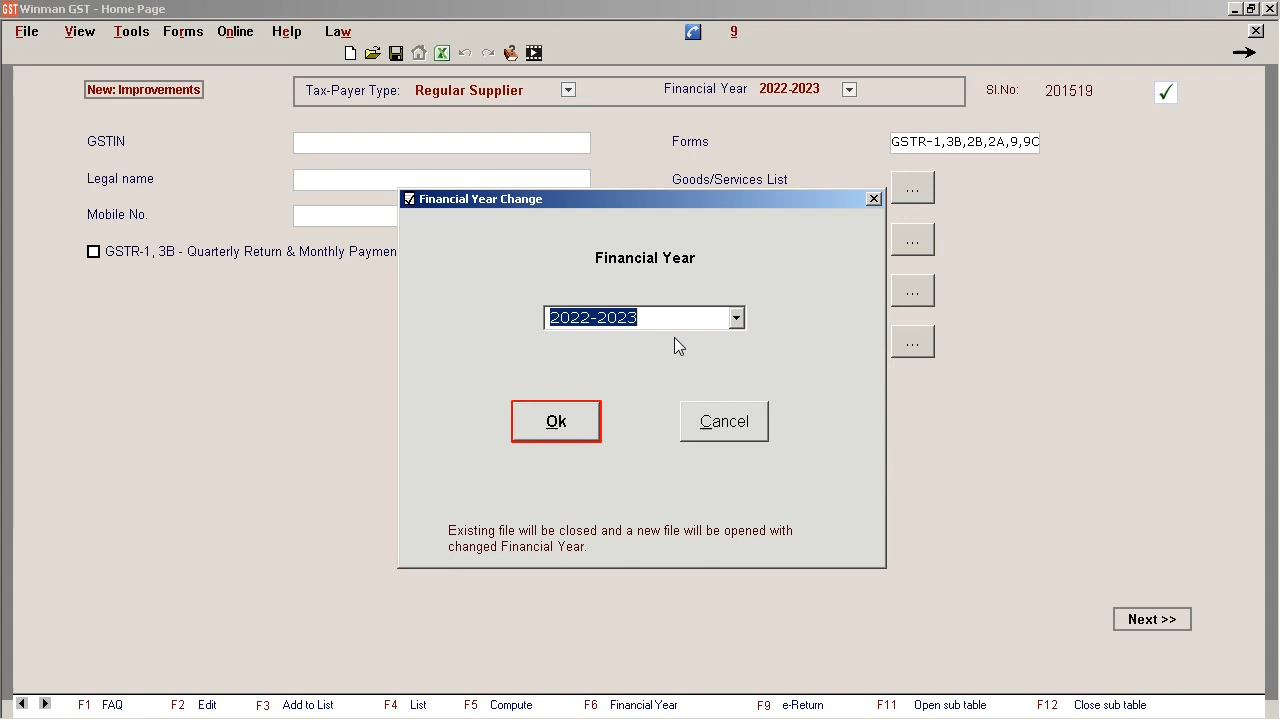 GST Winman GST - Home Page
File View Tools Forms Online Help Law 9
New: Improvements
Tax-Payer Type: Regular Supplier
Financial Year 2022-2023
Sl.No: 201519
GSTIN
Forms
GSTR-1,3B,2B,2A,9,9C
Legal name
Goods/Services List
...
Mobile No.
...
GSTR-1, 3B - Quarterly Return & Monthly Paymen
...
...
Financial Year Change
Financial Year
2022-2023
Ok
Cancel
Existing file will be closed and a new file will be opened with
changed Financial Year.
Next >>
F1 FAQ F2 Edit F3 Add to List F4 List F5 Compute F6 Financial Year F9 e-Return F11 Open sub table F12 Close sub table